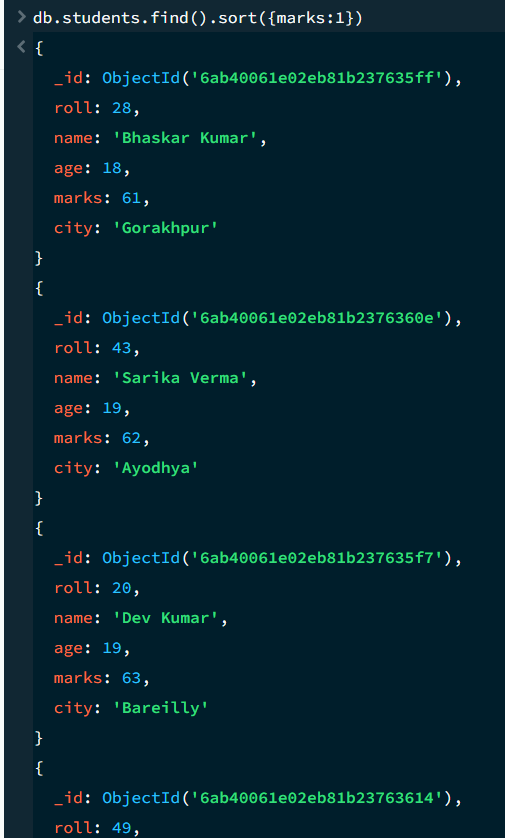 db.students.find().sort({marks:1})
{
_id: ObjectId('6ab40061e02eb81b237635ff'),
roll: 28,
name: 'Bhaskar Kumar',
age: 18,
marks: 61,
city: 'Gorakhpur'
}
{
_id: ObjectId('6ab40061e02eb81b2376360e'),
roll: 43,
name: 'Sarika Verma',
age: 19,
marks: 62,
city: 'Ayodhya'
}
{
_id: ObjectId('6ab40061e02eb81b237635f7'),
roll: 20,
name: 'Dev Kumar',
age: 19,
marks: 63,
city: 'Bareilly'
}
{
_id: ObjectId('6ab40061e02eb81b23763614'),
roll: 49,